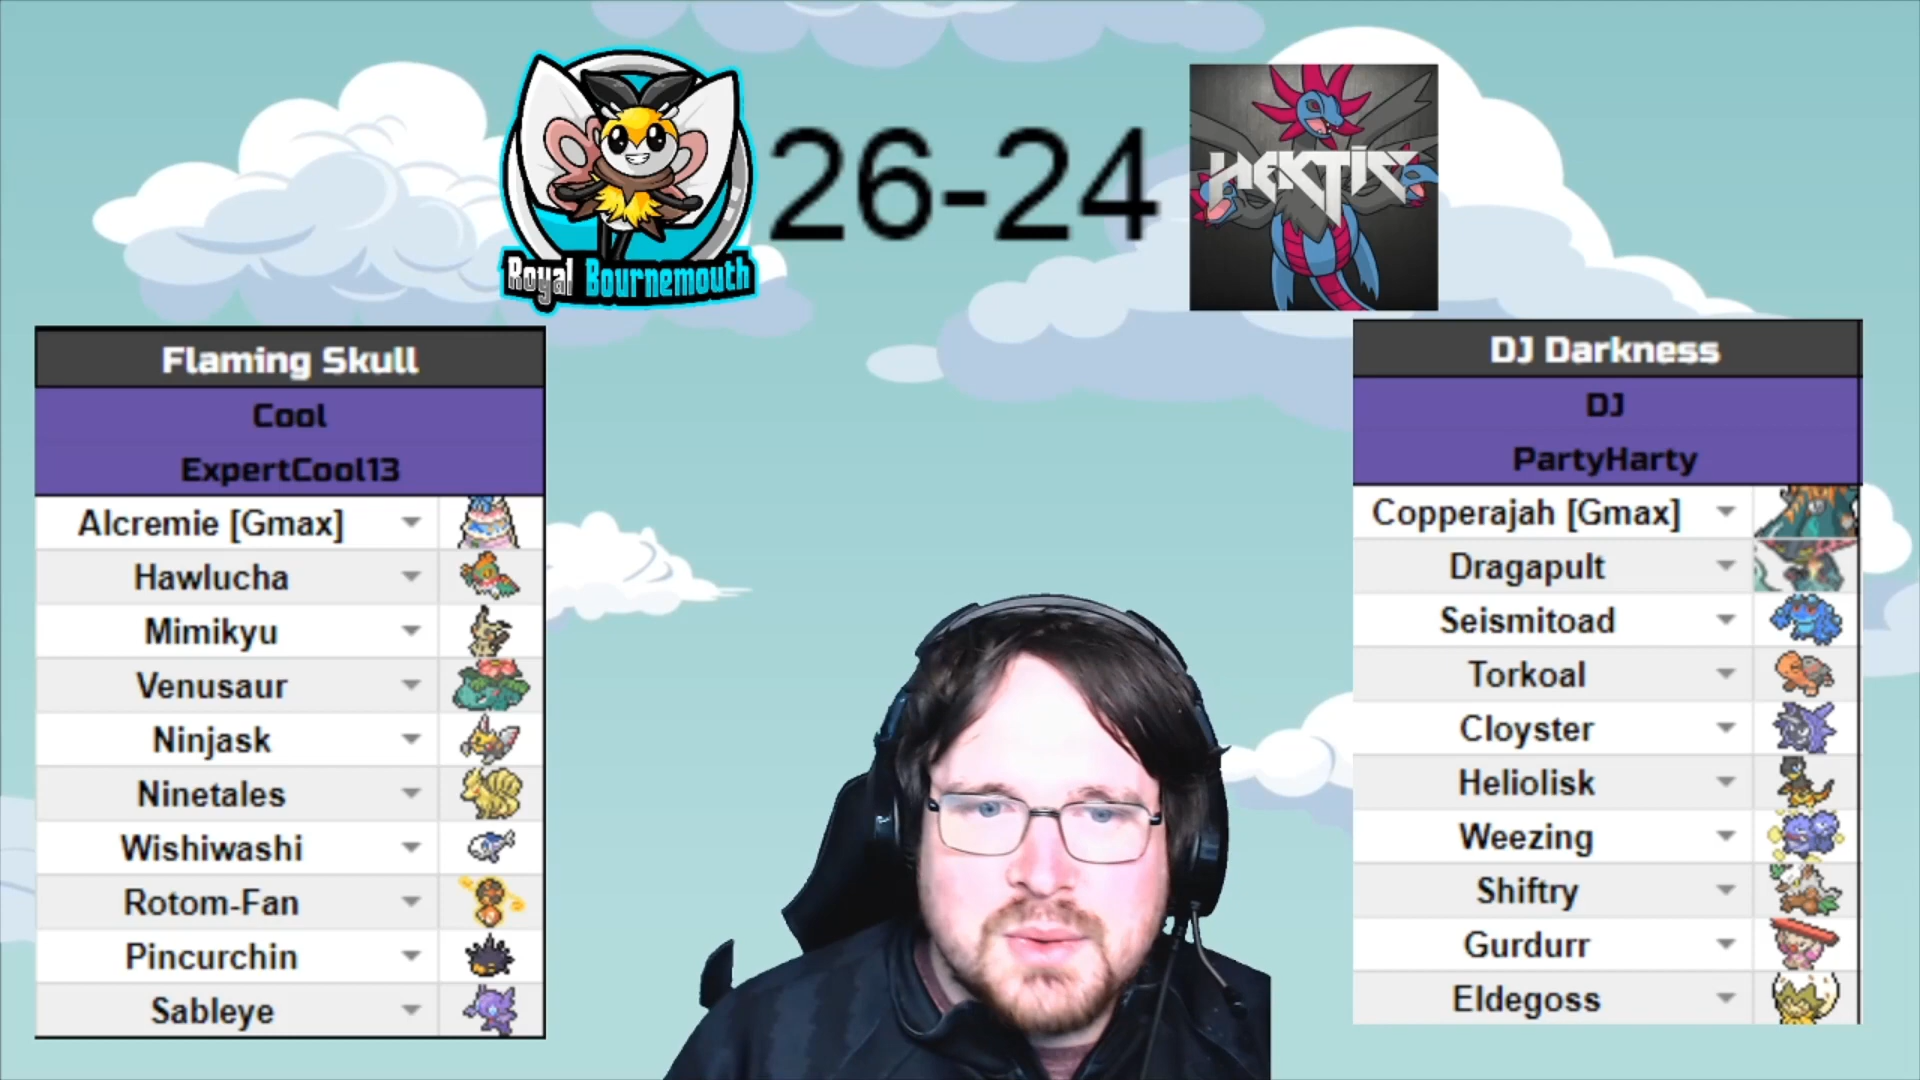 26-24
HEKTIC
Royal Bournemouth
Flaming Skull
Cool
ExpertCool13
Alcremie [Gmax]
Hawlucha
Mimikyu
Venusaur
Ninjask
Ninetales
Wishiwashi
Rotom-Fan
Pincurchin
Sableye
DJ Darkness
DJ
PartyHarty
Copperajah [Gmax]
Dragapult
Seismitoad
Torkoal
Cloyster
Heliolisk
Weezing
Shiftry
Gurdurr
Eldegoss